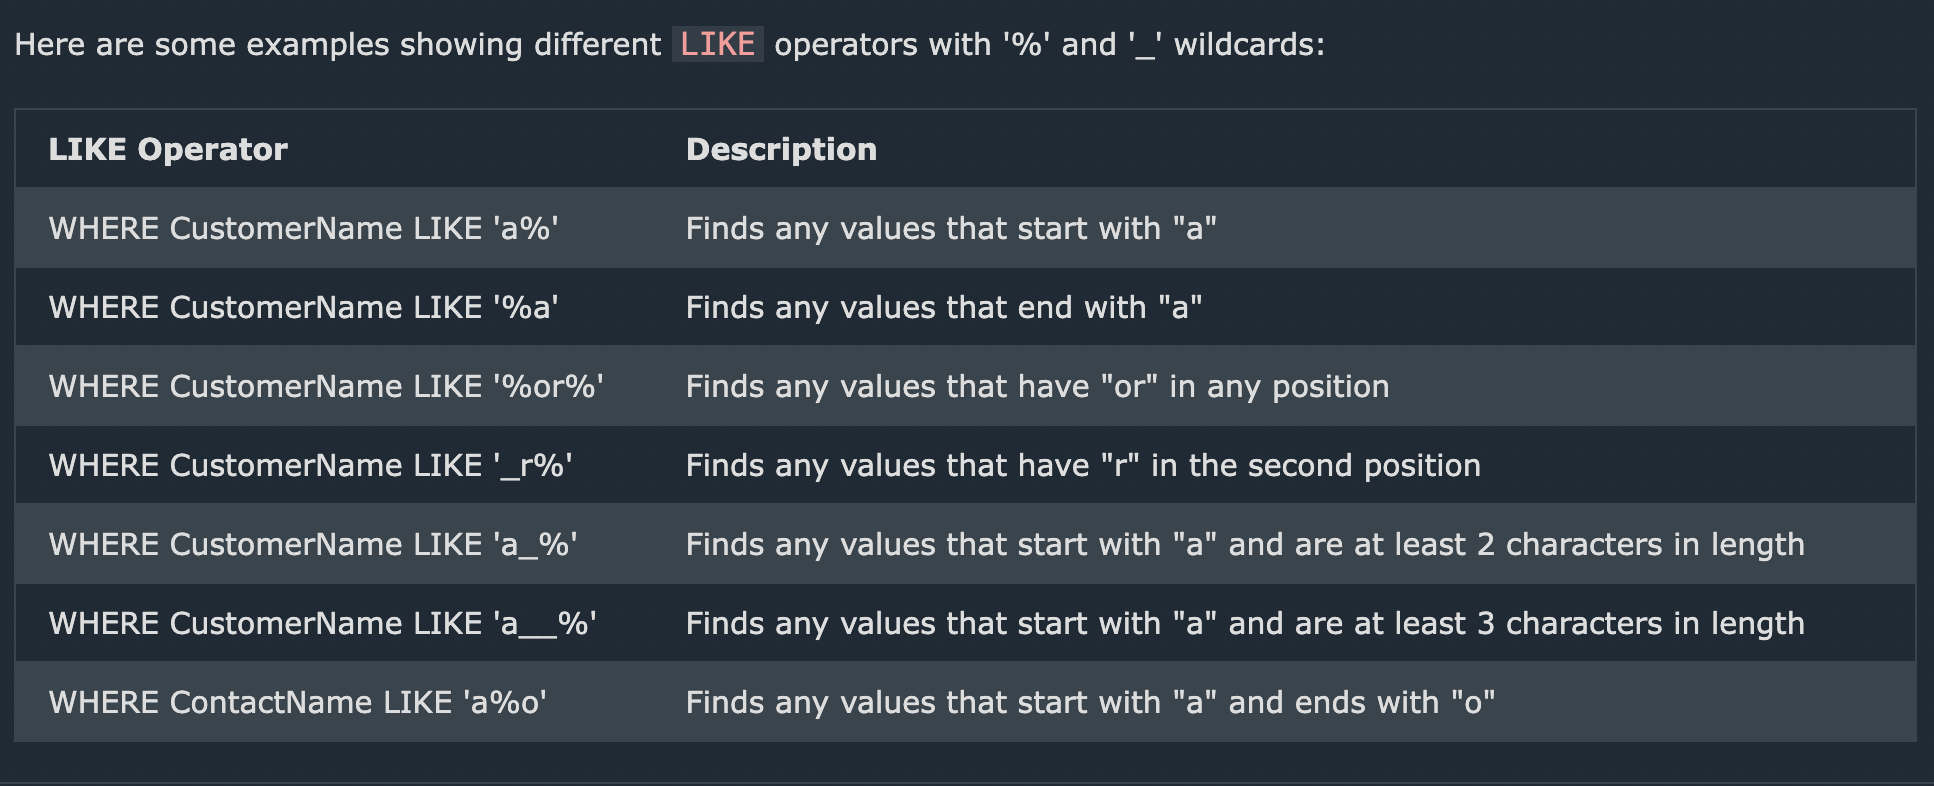 Here are some examples showing different LIKE operators with '%' and '_' wildcards:
LIKE Operator Description
WHERE CustomerName LIKE 'a%' Finds any values that start with "a"
WHERE CustomerName LIKE '%a' Finds any values that end with "a"
WHERE CustomerName LIKE '%or%' Finds any values that have "or" in any position
WHERE CustomerName LIKE '_r%' Finds any values that have "r" in the second position
WHERE CustomerName LIKE 'a_%' Finds any values that start with "a" and are at least 2 characters in length
WHERE CustomerName LIKE 'a__%' Finds any values that start with "a" and are at least 3 characters in length
WHERE ContactName LIKE 'a%o' Finds any values that start with "a" and ends with "o"